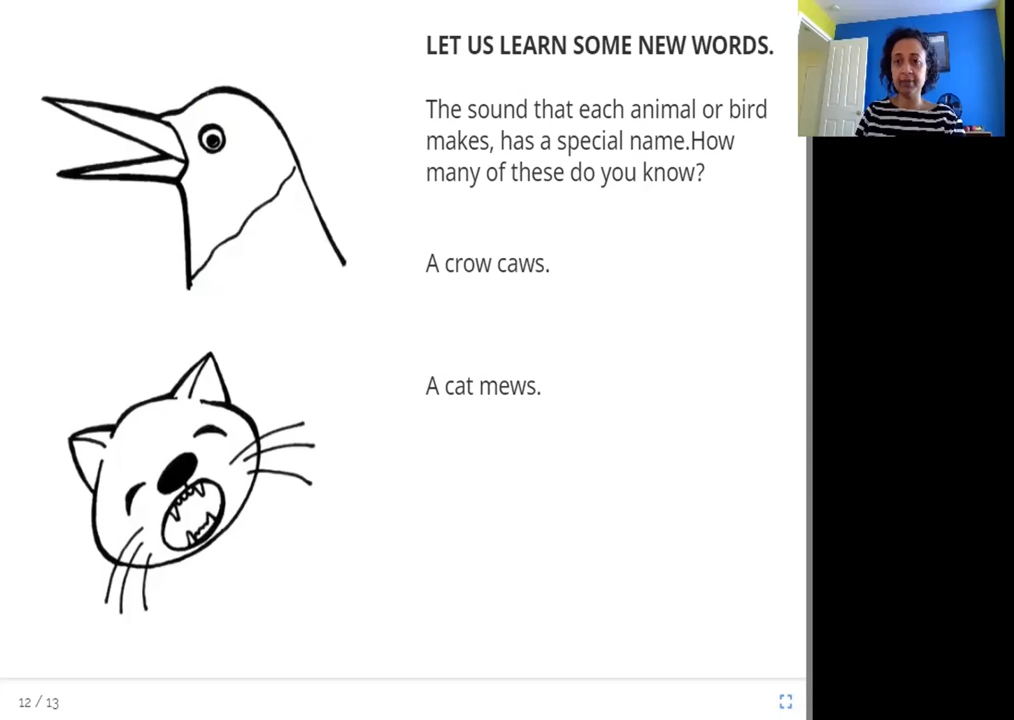 LET US LEARN SOME NEW WORDS.
The sound that each animal or bird
makes, has a special name.How
many of these do you know?
A crow caws.
A cat mews.
12 / 13